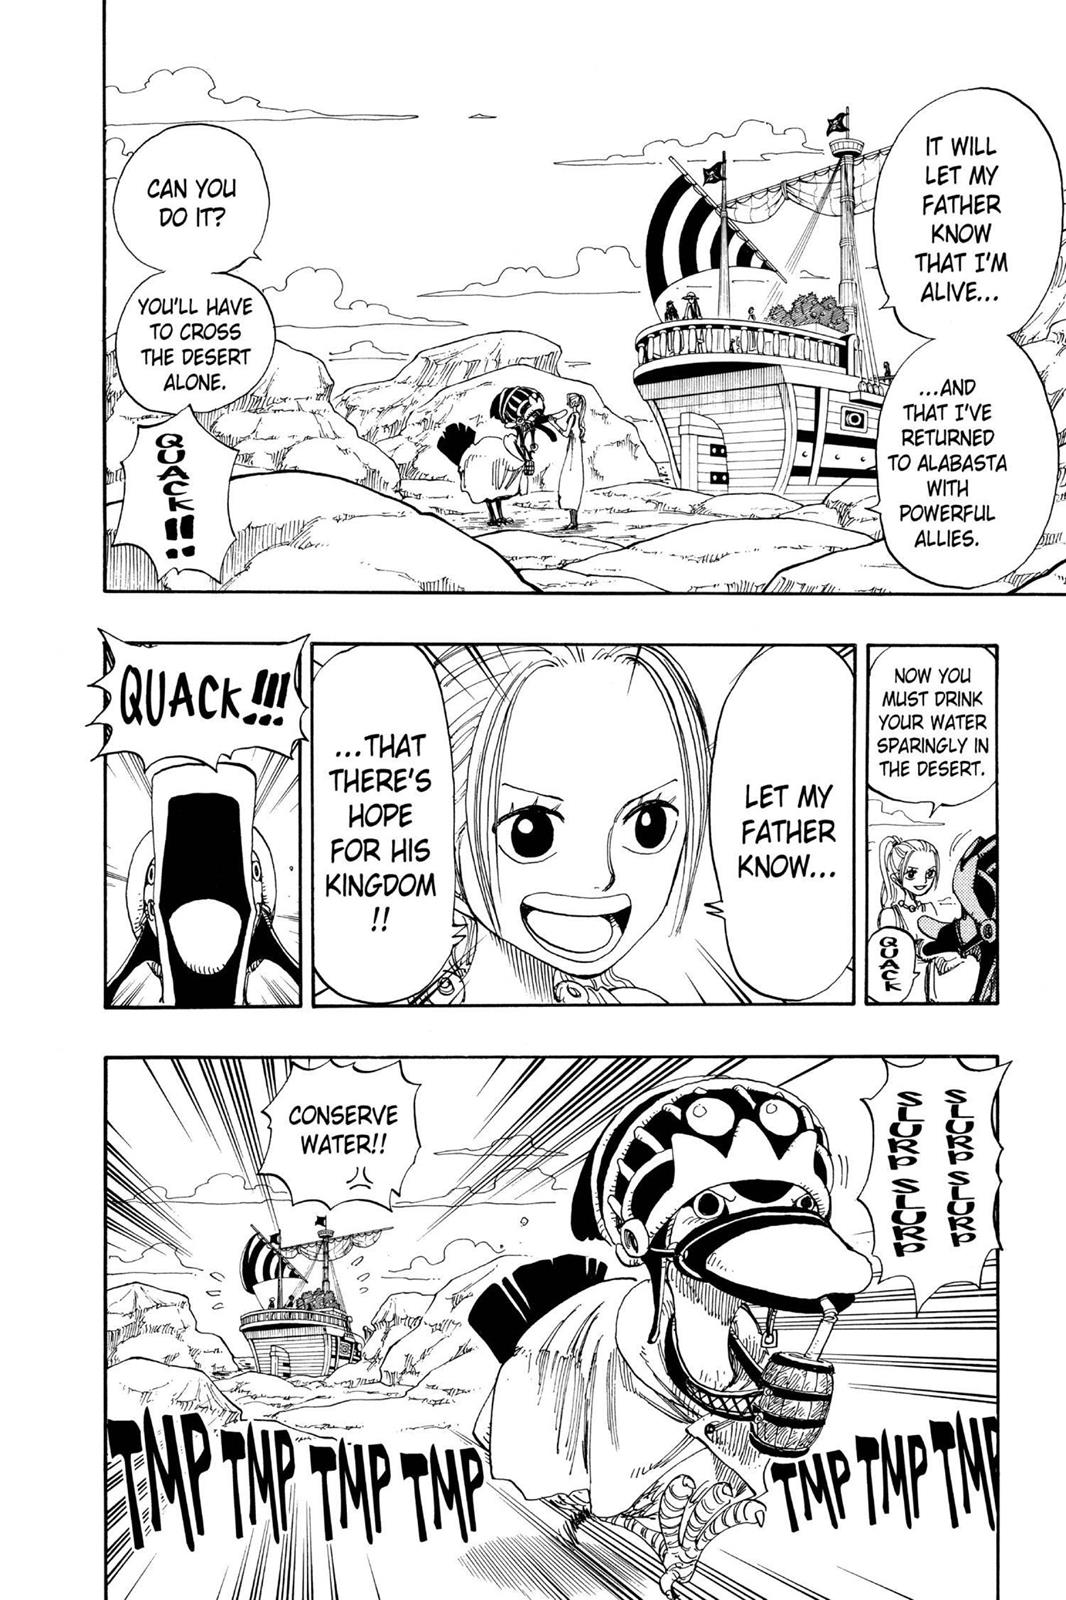 IT WILL
LET MY
FATHER
KNOW
THAT I'M
ALIVE...
...AND
THAT I'VE
RETURNED
TO ALABASTA
WITH
POWERFUL
ALLIES.
CAN YOU
DO IT?
YOU'LL HAVE
TO CROSS
THE DESERT
ALONE.
QUACK!!
NOW YOU
MUST DRINK
YOUR WATER
SPARINGLY IN
THE DESERT.
QUACK
LET MY
FATHER
KNOW...
...THAT
THERE'S
HOPE
FOR HIS
KINGDOM
!!
QUACK!!!
SLURP SLURP
SLURP SLURP
CONSERVE
WATER!!
TMP TMP TMP TMP
TMP TMP TMP